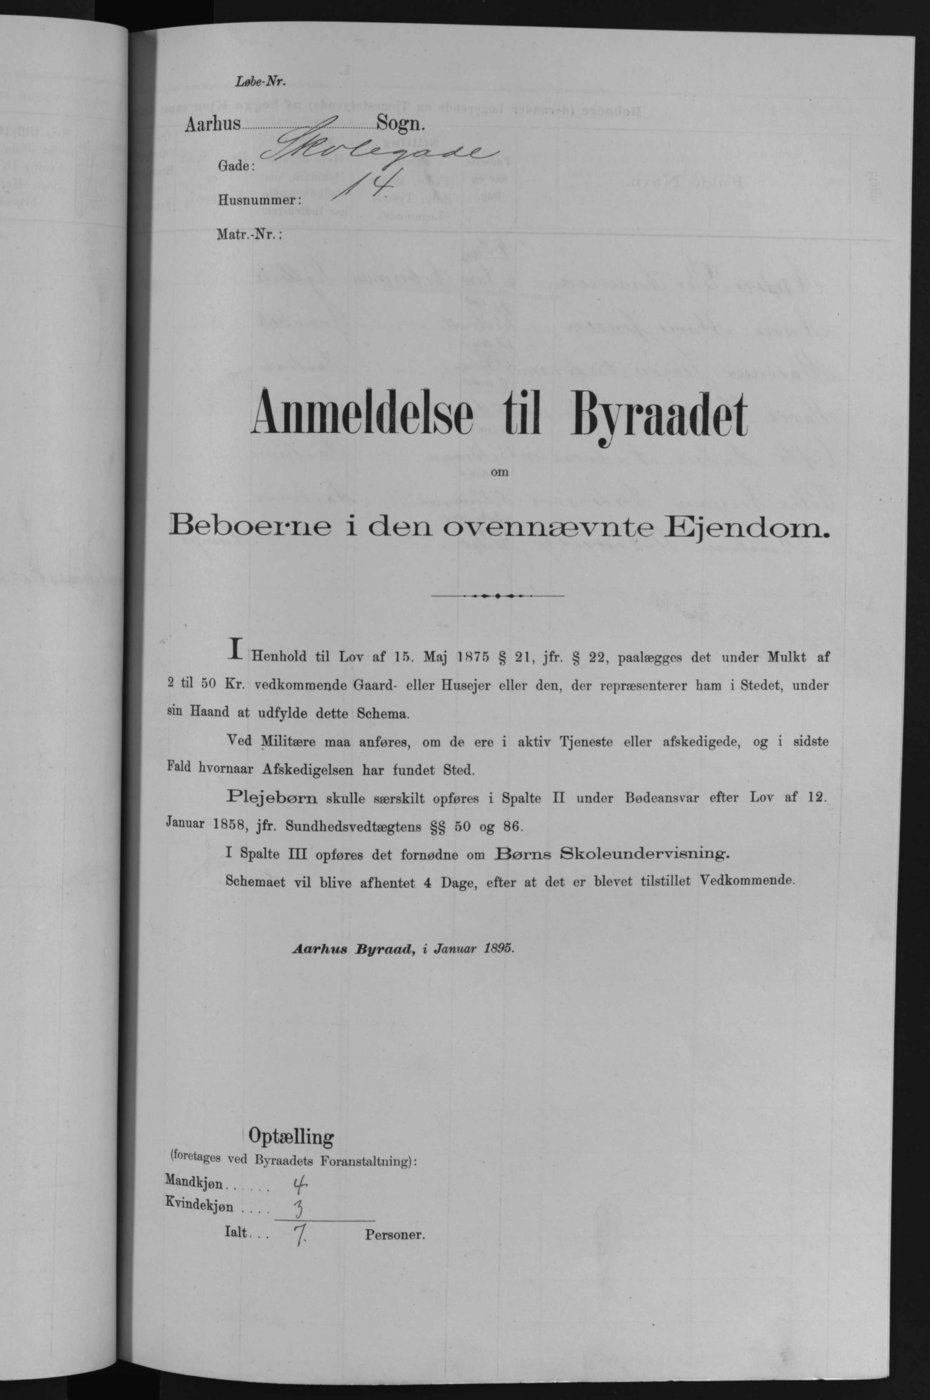 Løbe-Nr.
Aarhus Sogn.
Gade: Skolegade
Husnummer: 14.
Matr.-Nr.:
Anmeldelse til Byraadet
om
Beboerne i den ovennævnte Ejendom.
I Henhold til Lov af 15. Maj 1875 § 21, jfr. § 22, paalægges det under Mulkt af
2 til 50 Kr. vedkommende Gaard- eller Husejer eller den, der repræsenterer ham i Stedet, under
sin Haand at udfylde dette Schema.
Ved Militære maa anføres, om de ere i aktiv Tjeneste eller afskedigede, og i sidste
Fald hvornaar Afskedigelsen har fundet Sted.
Plejebørn skulle særskilt opføres i Spalte II under Bødeansvar efter Lov af 12.
Januar 1858, jfr. Sundhedsvedtægtens §§ 50 og 86.
I Spalte III opføres det fornødne om Børns Skoleundervisning.
Schemaet vil blive afhentet 4 Dage, efter at det er blevet tilstillet Vedkommende.
Aarhus Byraad, i Januar 1895.
Optælling
(foretages ved Byraadets Foranstaltning):
Mandkjøn...... 4
Kvindekjøn .... 3
Ialt... 7. Personer.